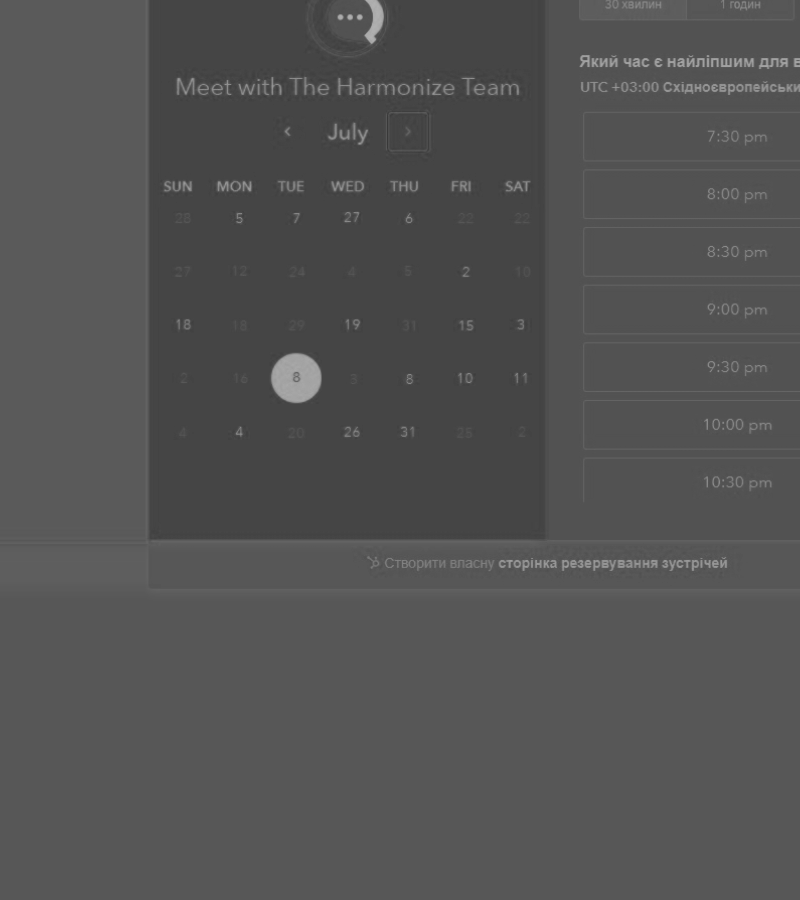 30 хвилин 1 годин
Meet with The Harmonize Team
‹ July ›
SUN MON TUE WED THU FRI SAT
28 5 7 27 6 22 22
27 12 24 4 5 2 10
18 18 29 19 31 15 3
2 16 8 3 8 10 11
4 4 20 26 31 25 2
Який час є найліпшим для в
UTC +03:00 Східноєвропейськи
7:30 pm
8:00 pm
8:30 pm
9:00 pm
9:30 pm
10:00 pm
10:30 pm
Створити власну сторінка резервування зустрічей